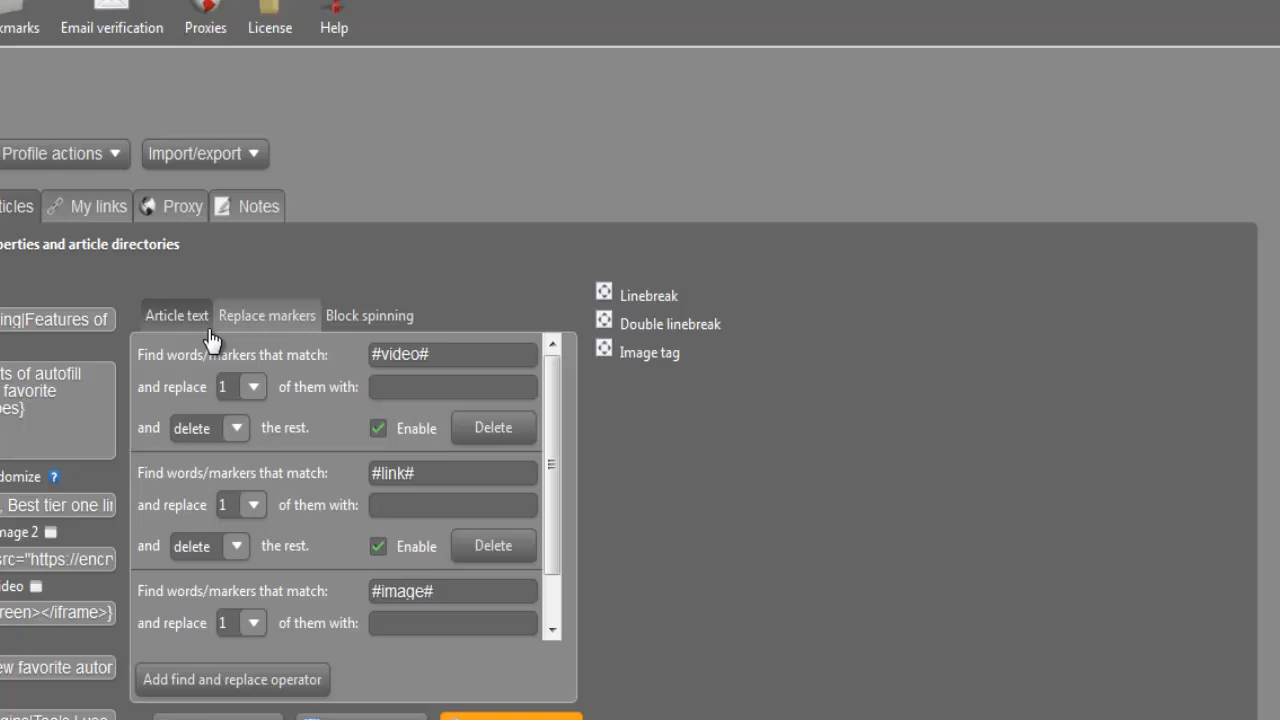 kmarks Email verification Proxies License Help
Profile actions Import/export
ticles My links Proxy Notes
perties and article directories
ing|Features of
ts of autofill
favorite
oes}
domize ?
, Best tier one lin
mage 2
src="https://encr
ideo
reen></iframe>}
ew favorite autor
Article text Replace markers Block spinning
Find words/markers that match: #video#
and replace 1 of them with:
and delete the rest. Enable Delete
Find words/markers that match: #link#
and replace 1 of them with:
and delete the rest. Enable Delete
Find words/markers that match: #image#
and replace 1 of them with:
Add find and replace operator
Linebreak
Double linebreak
Image tag